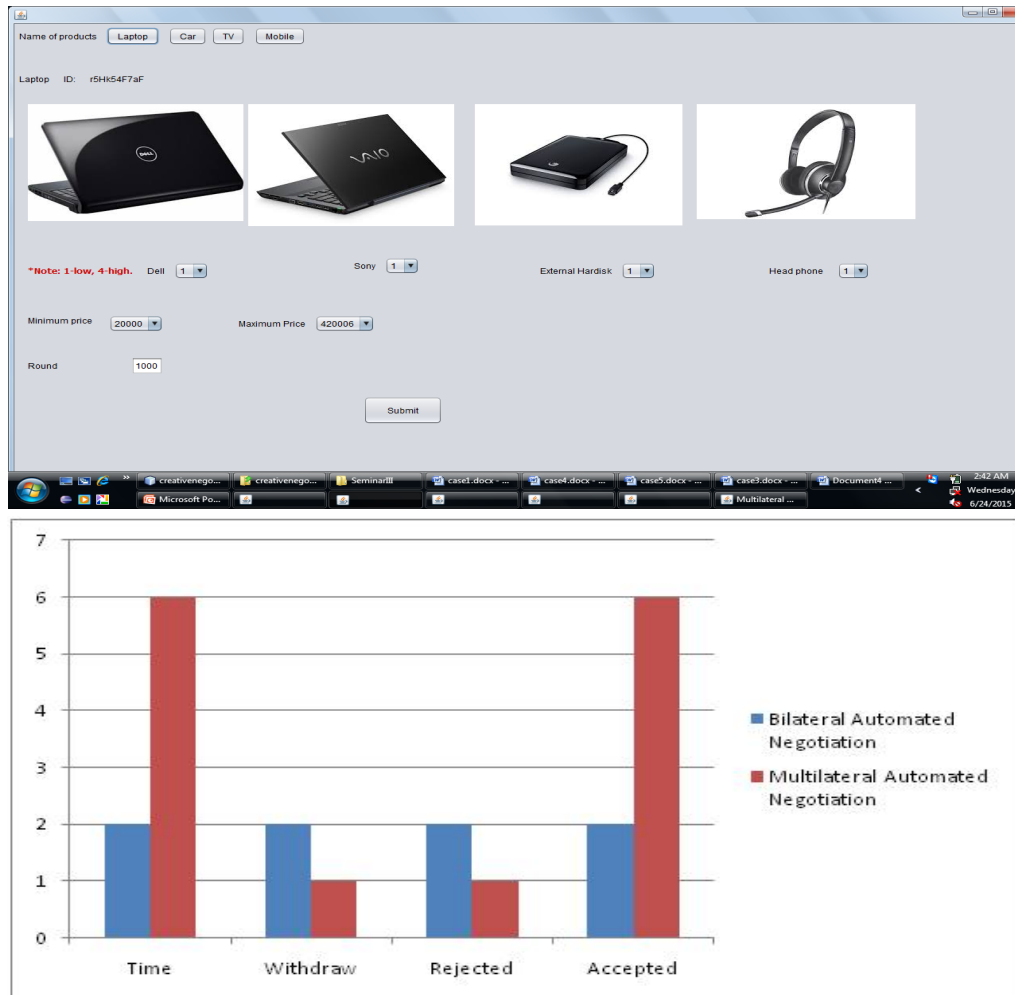 Name of products Laptop Car TV Mobile
Laptop ID: r5Hk54F7aF
DELL VAIO
*Note: 1-low, 4-high. Dell 1 Sony 1 External Hardisk 1 Head phone 1
Minimum price 20000 Maximum Price 420006
Round 1000
Submit
» creativenego... creativenego... SeminarIII case1.docx - ... case4.docx - ... case5.docx - ... case3.docx - ... Document4 ... 2:42 AM
Microsoft Po... Multilateral ... < Wednesday
6/24/2015
7
6
5
4
3
2
1
0
Time Withdraw Rejected Accepted
Bilateral Automated
Negotiation
Multilateral Automated
Negotiation